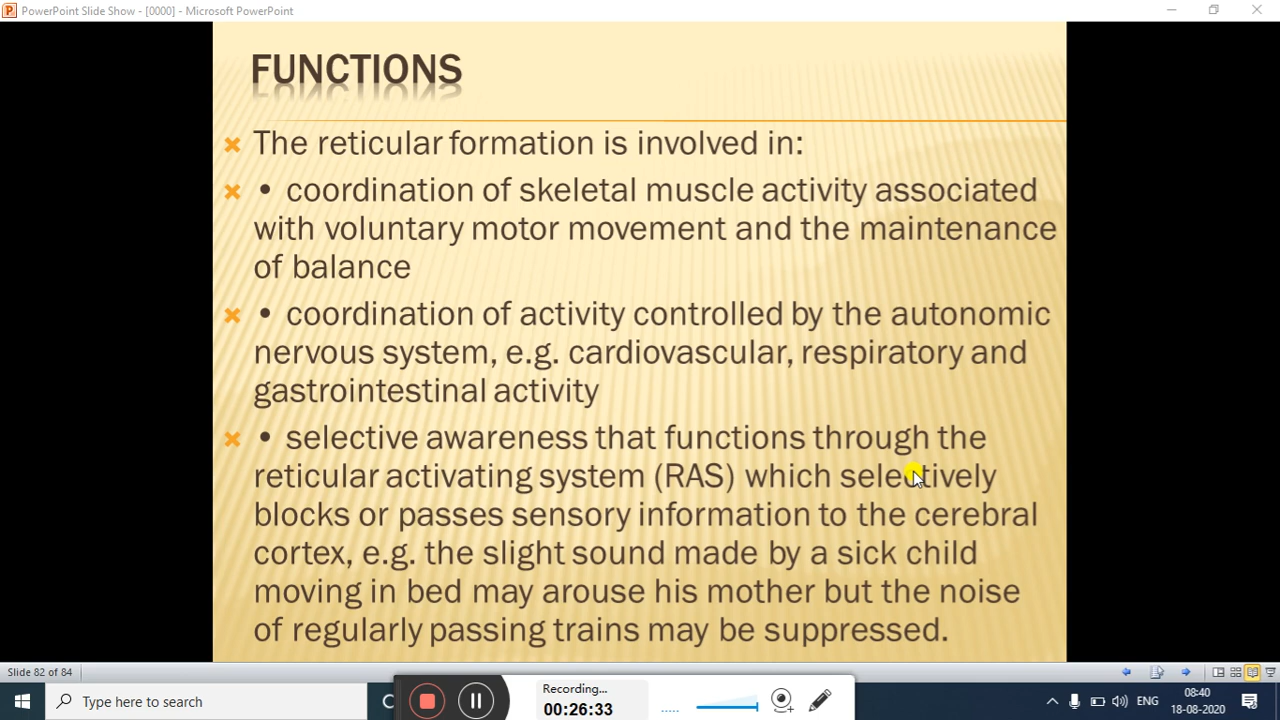 PowerPoint Slide Show - [0000] - Microsoft PowerPoint
FUNCTIONS
The reticular formation is involved in:
• coordination of skeletal muscle activity associated
with voluntary motor movement and the maintenance
of balance
• coordination of activity controlled by the autonomic
nervous system, e.g. cardiovascular, respiratory and
gastrointestinal activity
• selective awareness that functions through the
reticular activating system (RAS) which selectively
blocks or passes sensory information to the cerebral
cortex, e.g. the slight sound made by a sick child
moving in bed may arouse his mother but the noise
of regularly passing trains may be suppressed.
Slide 82 of 84
Type here to search
Recording...
00:26:33
ENG
08:40
18-08-2020